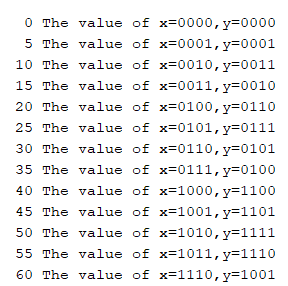 0 The value of x=0000,y=0000
5 The value of x=0001,y=0001
10 The value of x=0010,y=0011
15 The value of x=0011,y=0010
20 The value of x=0100,y=0110
25 The value of x=0101,y=0111
30 The value of x=0110,y=0101
35 The value of x=0111,y=0100
40 The value of x=1000,y=1100
45 The value of x=1001,y=1101
50 The value of x=1010,y=1111
55 The value of x=1011,y=1110
60 The value of x=1110,y=1001